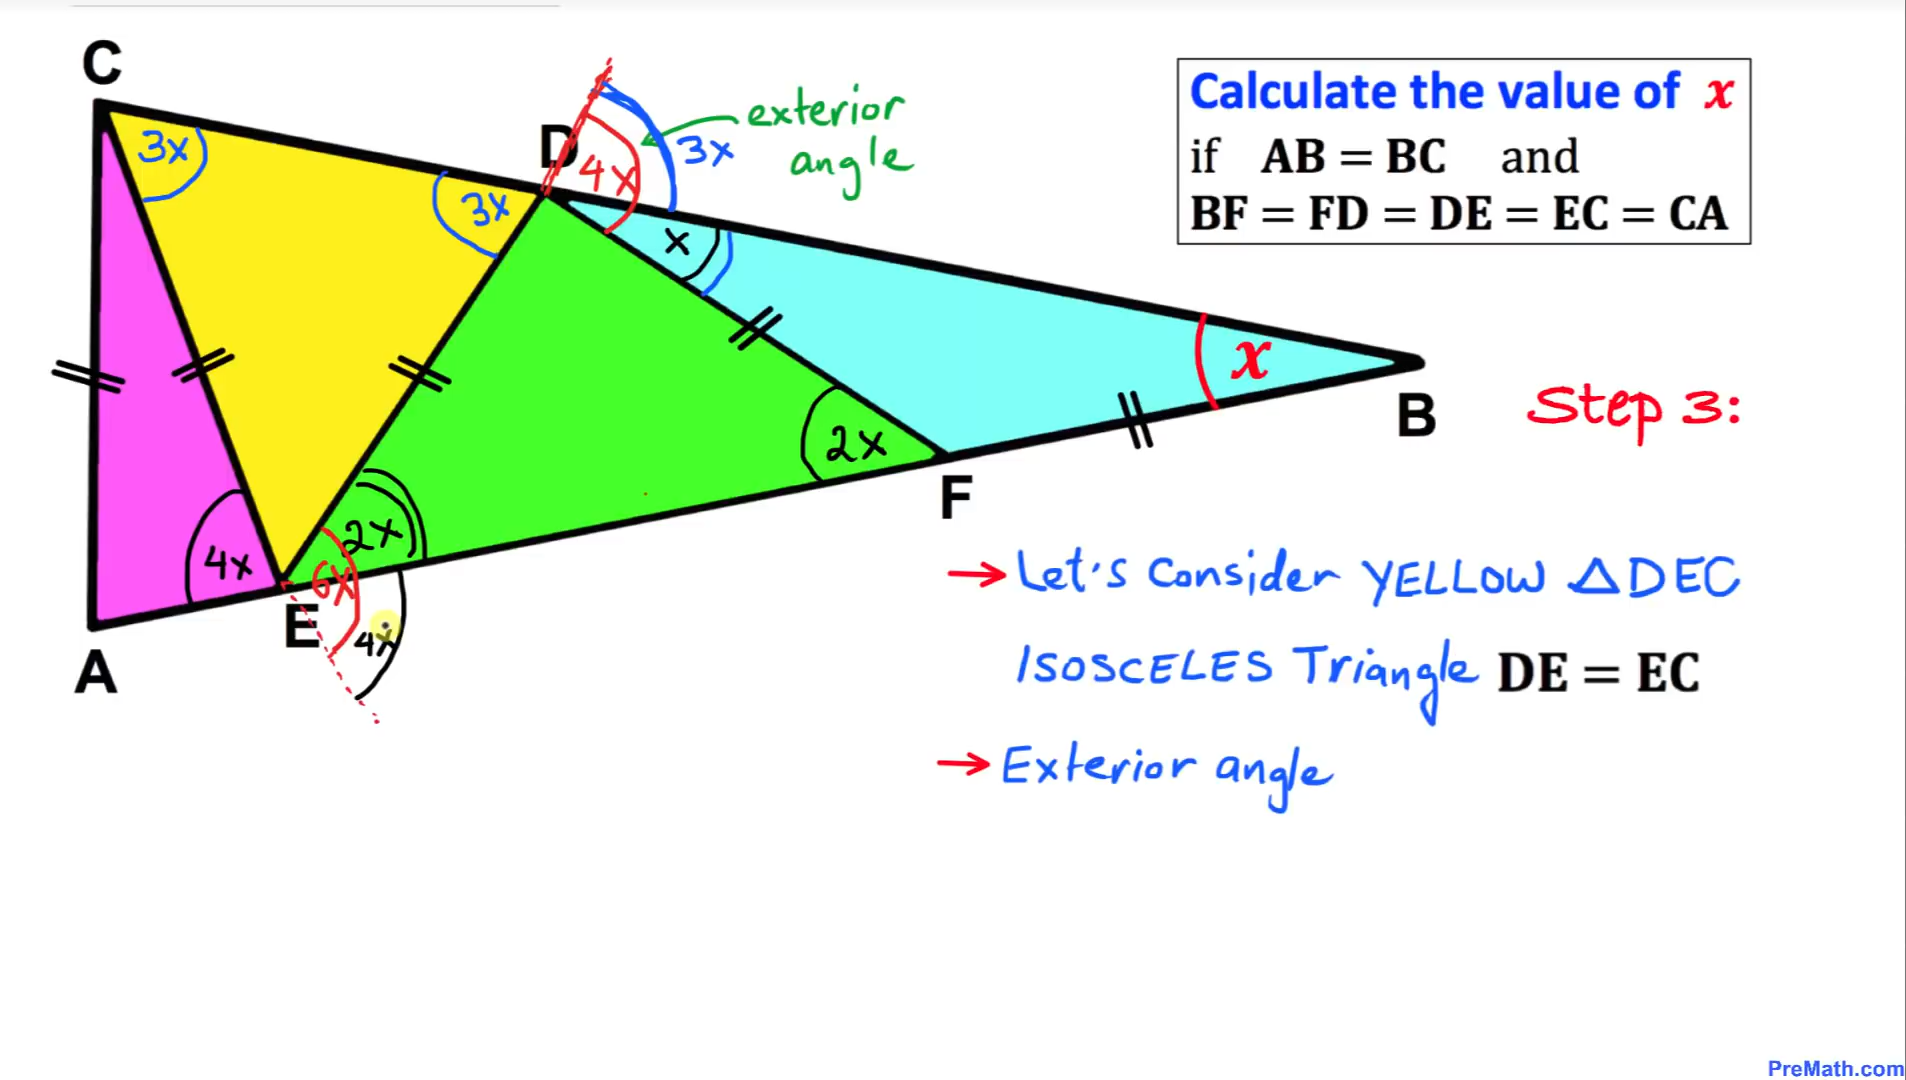 C
3x
D
exterior
angle
3x
4x
3x
x
Calculate the value of x
if AB = BC and
BF = FD = DE = EC = CA
x
B
Step 3:
2x
F
4x
2x
6x
E
4x
A
→ Let's Consider YELLOW △DEC
ISOSCELES Triangle DE = EC
→ Exterior angle
PreMath.com